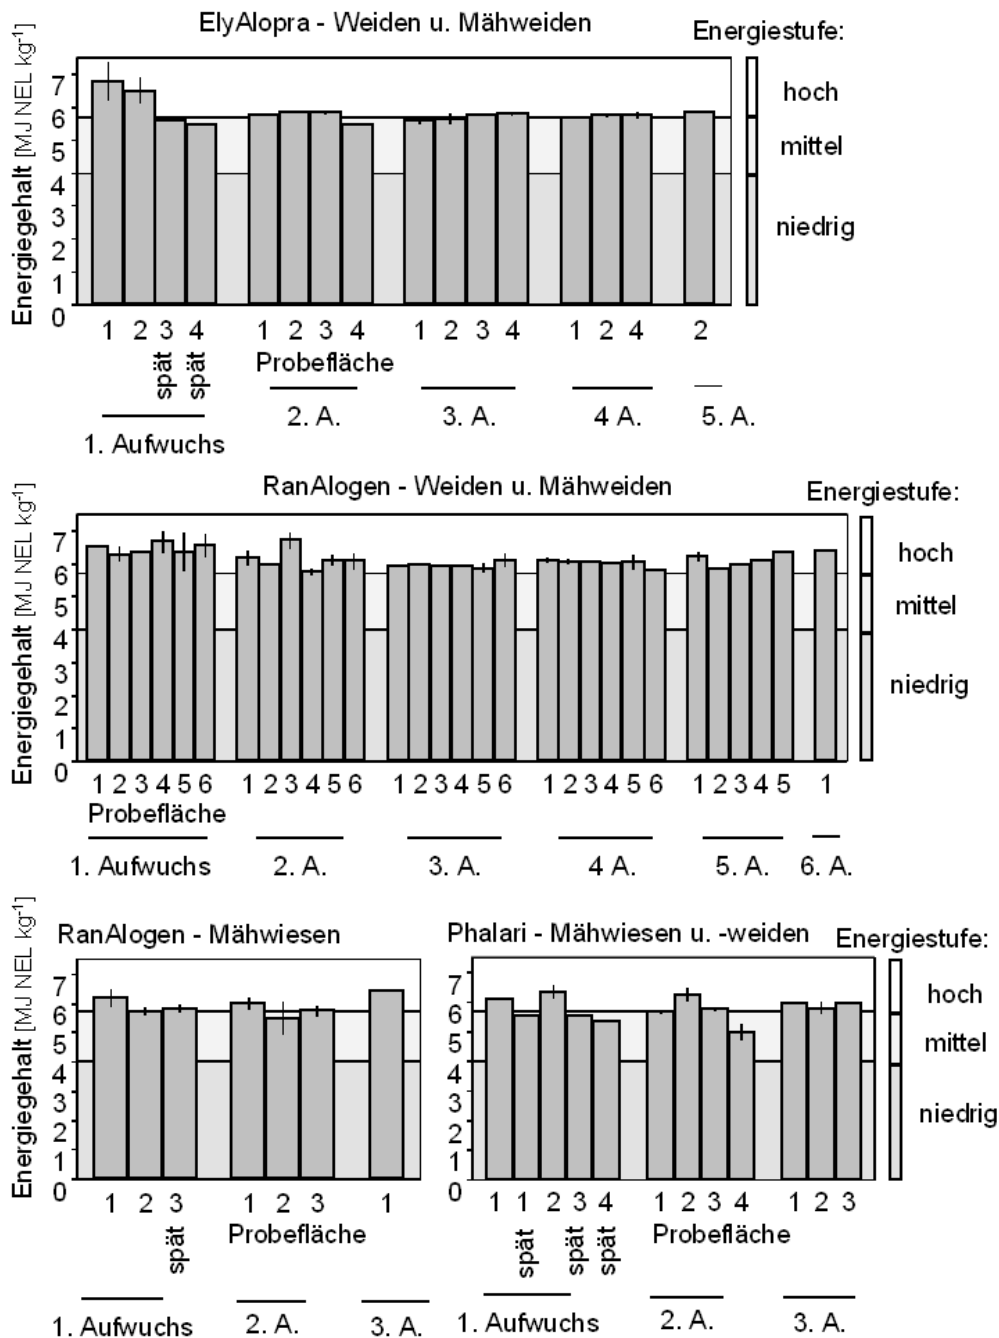 ElyAlopra - Weiden u. Mähweiden
Energiestufe:
Energiegehalt [MJ NEL kg-1]
7
6
5
4
3
2
1
0
hoch
mittel
niedrig
1 2 3 4 1 2 3 4 1 2 3 4 1 2 4 2
spät spät
Probefläche
1. Aufwuchs
2. A.
3. A.
4 A.
5. A.
RanAlogen - Weiden u. Mähweiden
Energiestufe:
Energiegehalt [MJ NEL kg-1]
7
6
5
4
3
2
1
0
hoch
mittel
niedrig
1 2 3 4 5 6 1 2 3 4 5 6 1 2 3 4 5 6 1 2 3 4 5 6 1 2 3 4 5 1
Probefläche
1. Aufwuchs
2. A.
3. A.
4 A.
5. A.
6. A.
RanAlogen - Mähwiesen
Energiegehalt [MJ NEL kg-1]
7
6
5
4
3
2
1
0
1 2 3 1 2 3 1
spät
Probefläche
1. Aufwuchs
2. A.
3. A.
Phalari - Mähwiesen u. -weiden
Energiestufe:
7
6
5
4
3
2
1
0
hoch
mittel
niedrig
1 1 2 3 4 1 2 3 4 1 2 3
spät spät spät
Probefläche
1. Aufwuchs
2. A.
3. A.